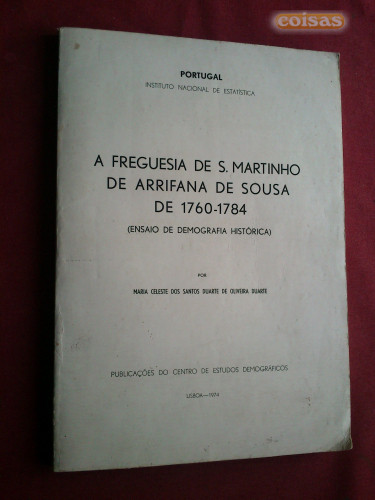 coisas
PORTUGAL
INSTITUTO NACIONAL DE ESTATÍSTICA
A FREGUESIA DE S. MARTINHO
DE ARRIFANA DE SOUSA
DE 1760-1784
(ENSAIO DE DEMOGRAFIA HISTÓRICA)
POR
MARIA CELESTE DOS SANTOS DUARTE DE OLIVEIRA DUARTE
PUBLICAÇÕES DO CENTRO DE ESTUDOS DEMOGRÁFICOS
LISBOA—1974